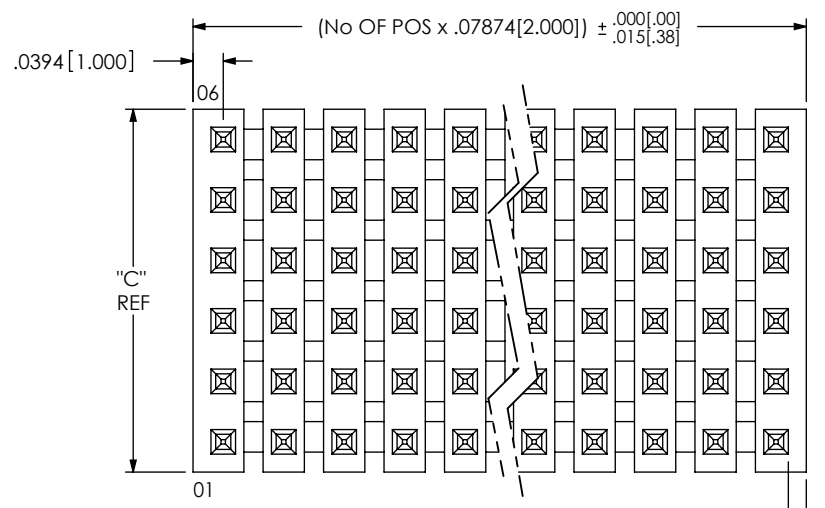 (No OF POS x .07874[2.000]) ± .000[.00]
.015[.38]
.0394[1.000]
06
"C"
REF
01